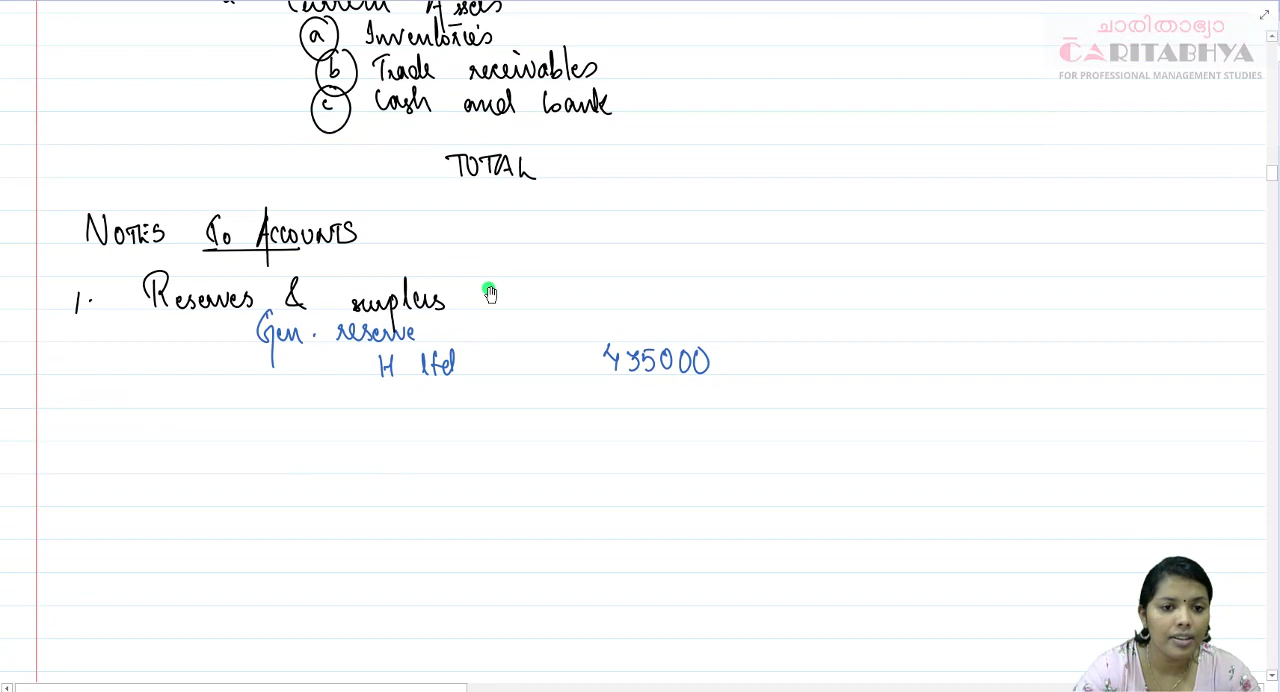 Current Assets
ചാരിതാഭ്യാ
CARITABHYA
FOR PROFESSIONAL MANAGEMENT STUDIES
a Inventories
b Trade receivables
c Cash and bank
TOTAL
NOTES To ACCOUNTS
1. Reserves & surplus
Gen. reserve
H ltd 435000